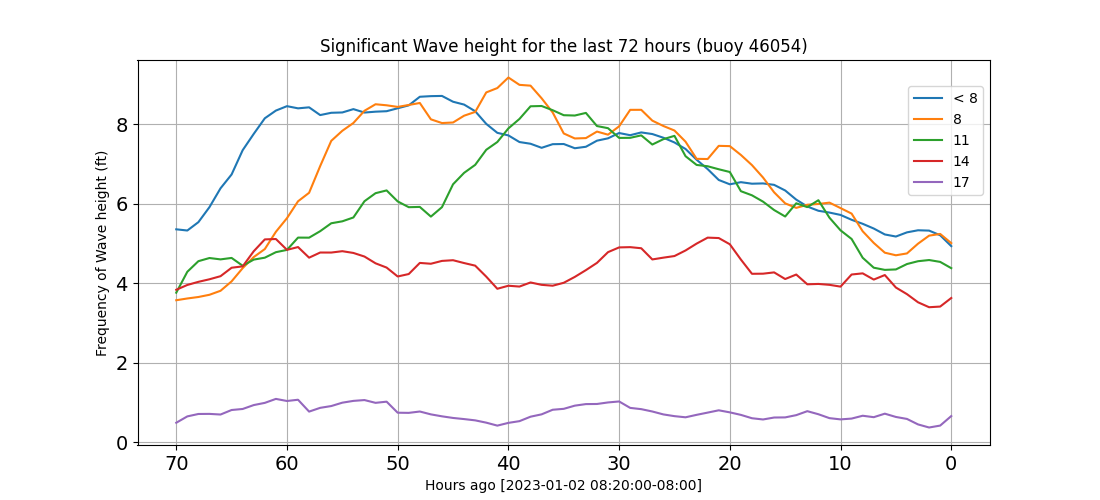 Significant Wave height for the last 72 hours (buoy 46054)
Frequency of Wave height (ft)
8
6
4
2
0
< 8
8
11
14
17
70 60 50 40 30 20 10 0
Hours ago [2023-01-02 08:20:00-08:00]